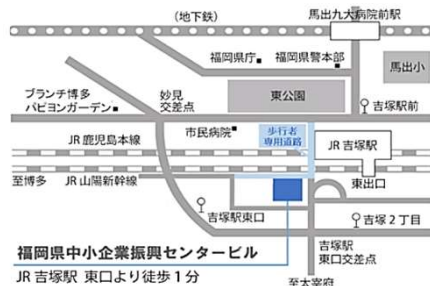 (地下鉄)
馬出九大病院前駅
福岡県庁
福岡県警本部
馬出小
ブランチ博多
パピヨンガーデン
妙見
交差点
東公園
吉塚駅前
市民病院
歩行者
専用道路
JR 鹿児島本線
JR 吉塚駅
至博多
JR 山陽新幹線
東出口
吉塚駅東口
吉塚2丁目
福岡県中小企業振興センタービル
JR 吉塚駅 東口より徒歩1分
吉塚駅
東口交差点
至太宰府